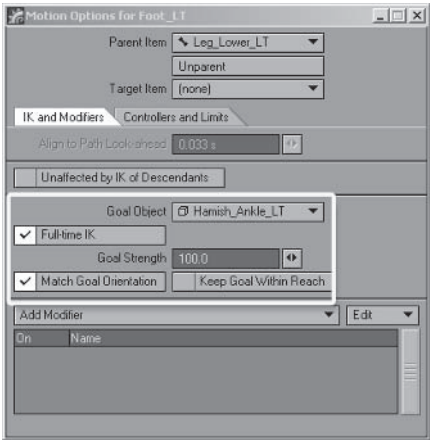 Motion Options for Foot_LT
Parent Item Leg_Lower_LT
Unparent
Target Item (none)
IK and Modifiers Controllers and Limits
Align to Path Look-ahead 0.033 s
Unaffected by IK of Descendants
Goal Object Hamish_Ankle_LT
Full-time IK
Goal Strength 100.0
Match Goal Orientation Keep Goal Within Reach
Add Modifier Edit
On Name